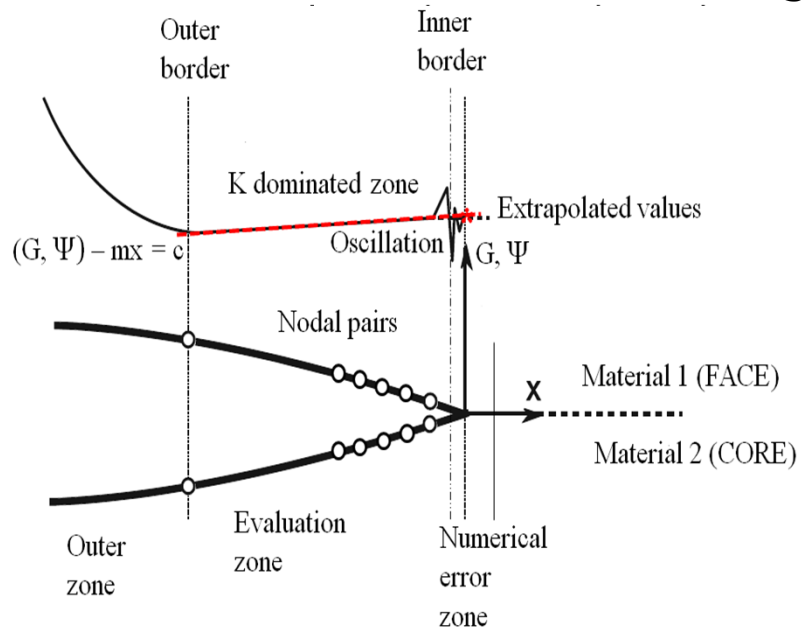 Outer
border
Inner
border
K dominated zone
Extrapolated values
(G, Ψ) – mx = c
Oscillation
G, Ψ
Nodal pairs
X
Material 1 (FACE)
Material 2 (CORE)
Outer
zone
Evaluation
zone
Numerical
error
zone